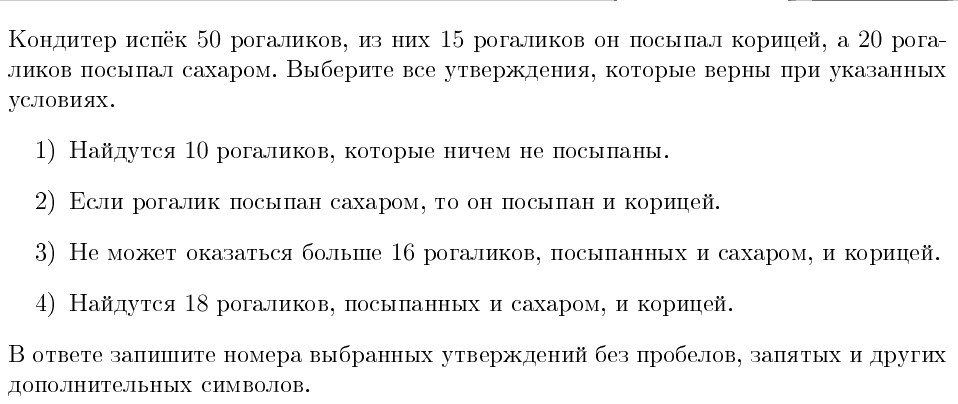 Кондитер испёк 50 рогаликов, из них 15 рогаликов он посыпал корицей, а 20 рога-
ликов посыпал сахаром. Выберите все утверждения, которые верны при указанных
условиях.
1) Найдутся 10 рогаликов, которые ничем не посыпаны.
2) Если рогалик посыпан сахаром, то он посыпан и корицей.
3) Не может оказаться больше 16 рогаликов, посыпанных и сахаром, и корицей.
4) Найдутся 18 рогаликов, посыпанных и сахаром, и корицей.
В ответе запишите номера выбранных утверждений без пробелов, запятых и других
дополнительных символов.